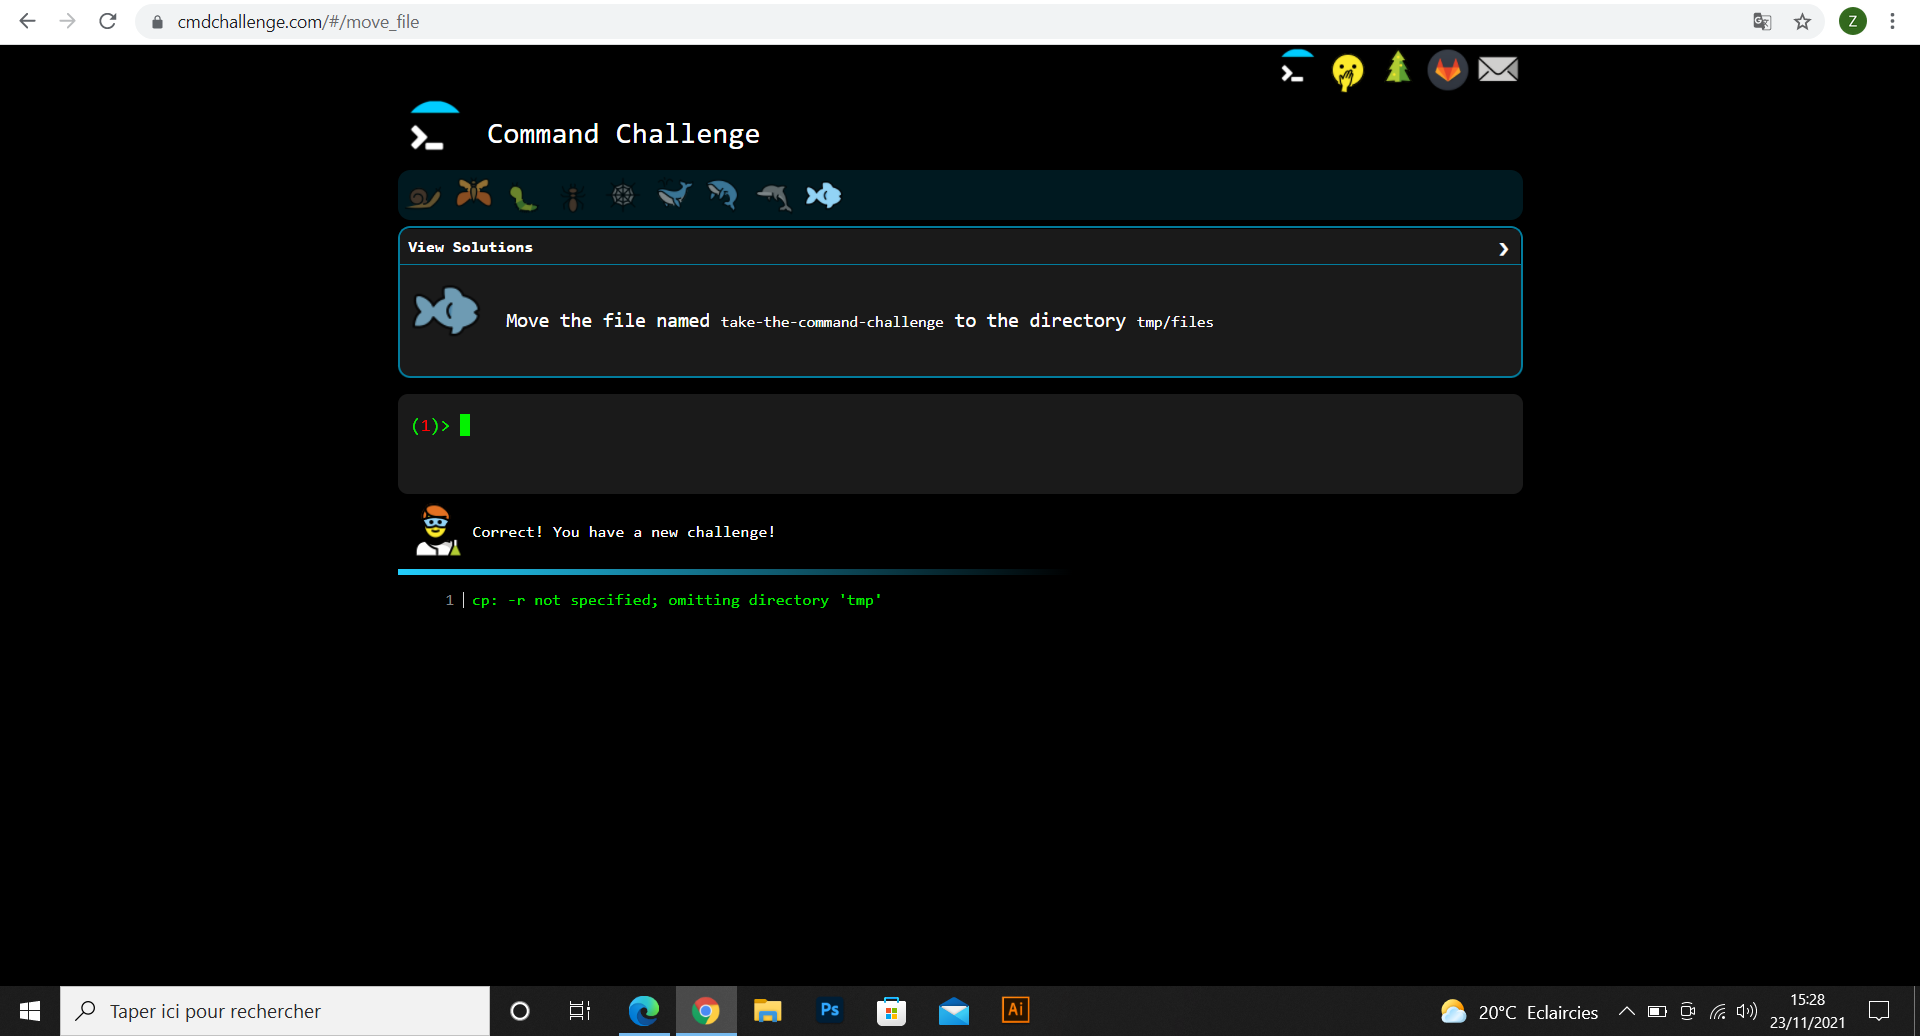 cmdchallenge.com/#/move_file
Z
Command Challenge
View Solutions
Move the file named take-the-command-challenge to the directory tmp/files
(1)>
Correct! You have a new challenge!
1 cp: -r not specified; omitting directory 'tmp'
Taper ici pour rechercher
Ps
Ai
20°C Eclaircies
15:28
23/11/2021